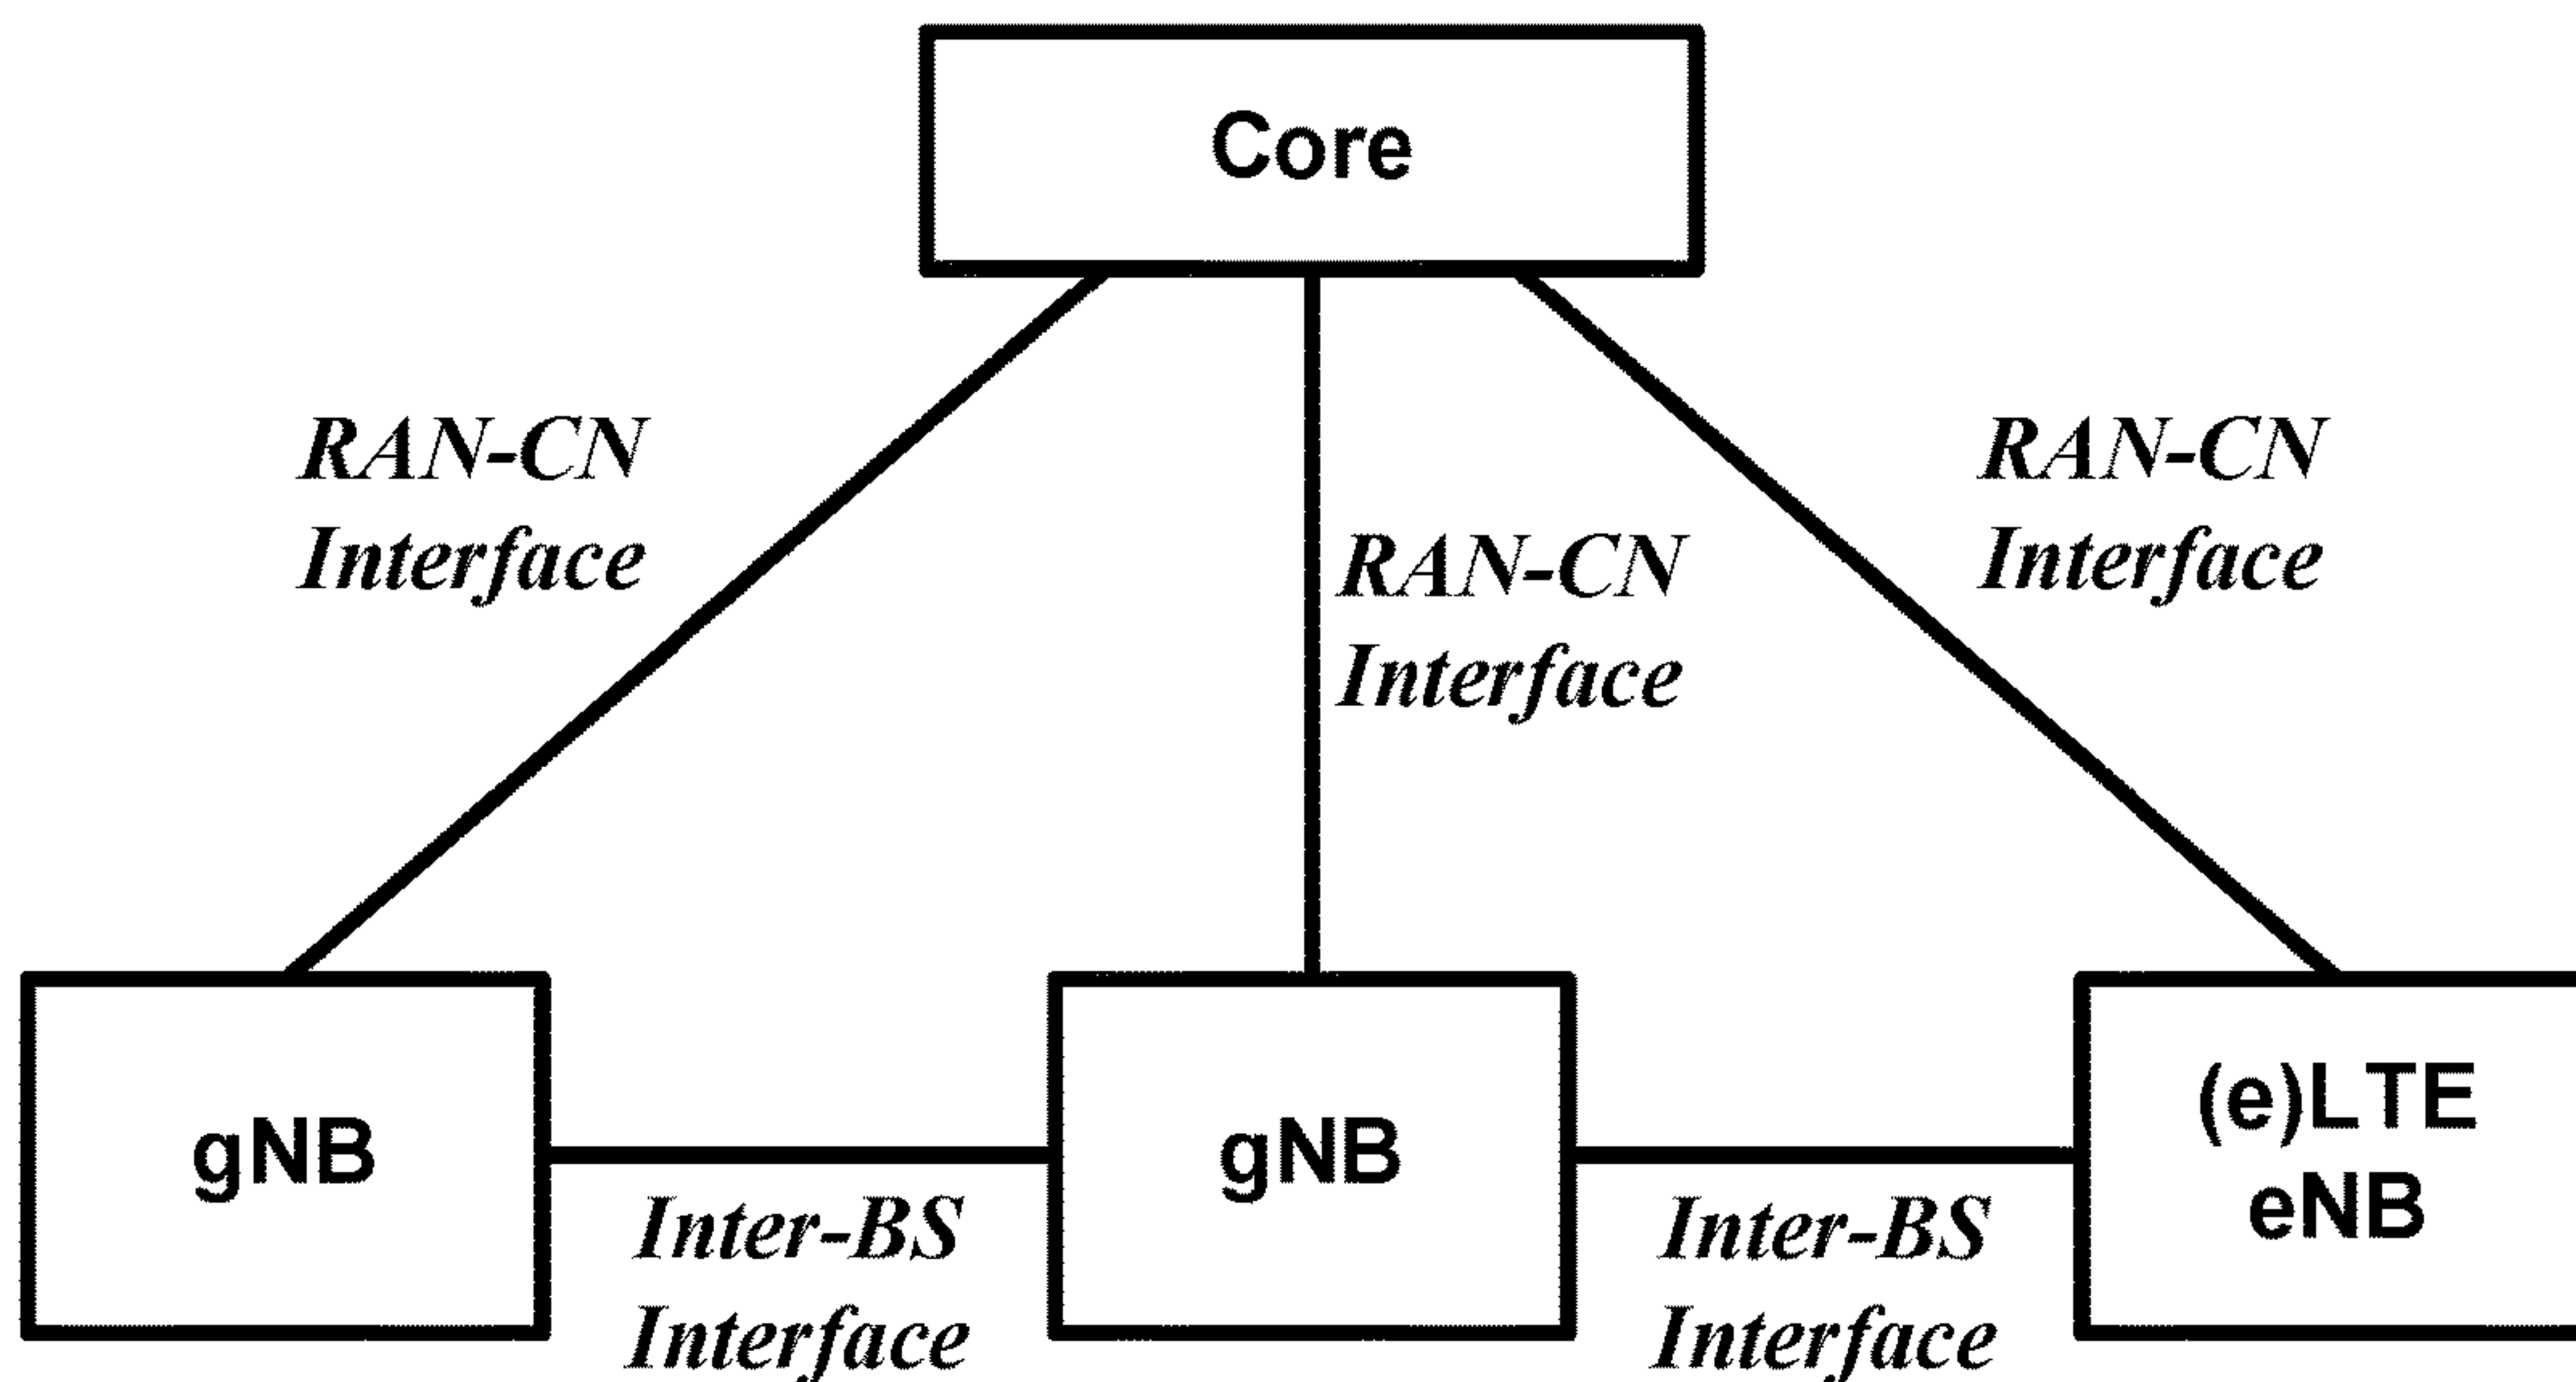 Core
RAN-CN
Interface
RAN-CN
Interface
RAN-CN
Interface
gNB
gNB
(e)LTE
eNB
Inter-BS
Interface
Inter-BS
Interface